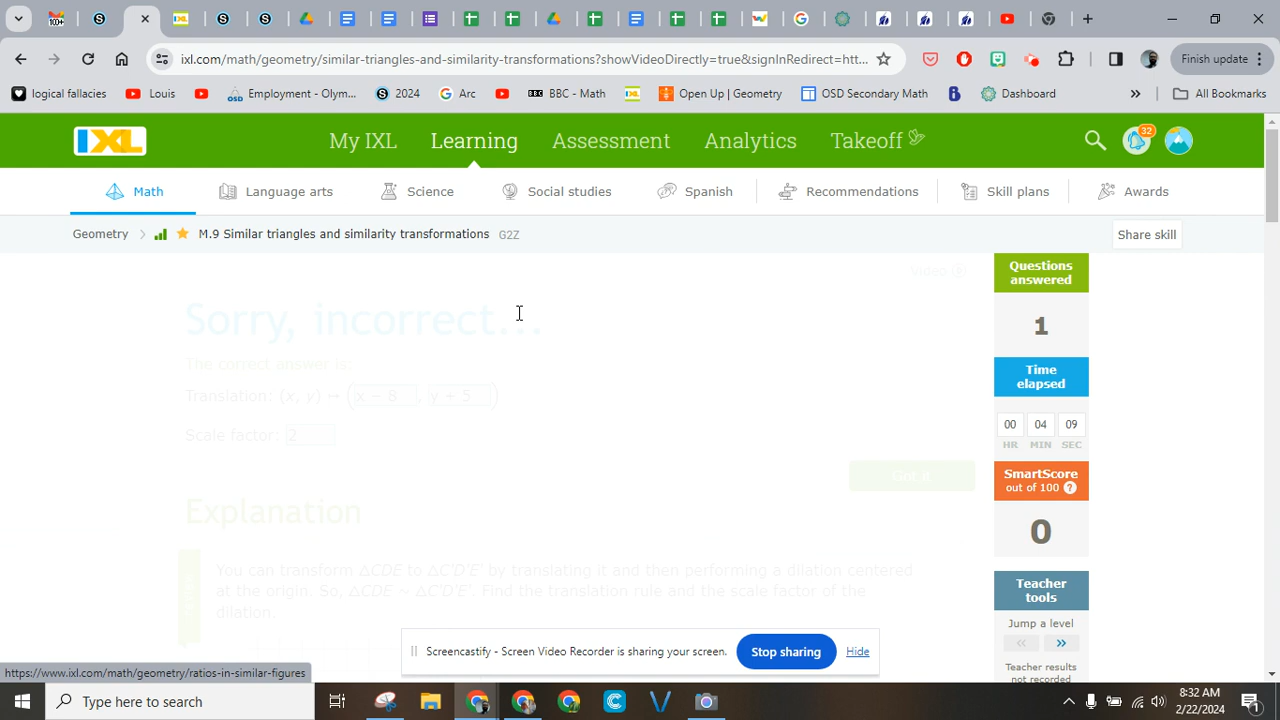 100+
Finish update
ixl.com/math/geometry/similar-triangles-and-similarity-transformations?showVideoDirectly=true&signInRedirect=htt...
logical fallacies
Louis
Employment - Olym...
2024
Arc
BBC - Math
Open Up | Geometry
OSD Secondary Math
Dashboard
»
All Bookmarks
IXL
My IXL
Learning
Assessment
Analytics
Takeoff
32
Math
Language arts
Science
Social studies
Spanish
Recommendations
Skill plans
Awards
Geometry
M.9 Similar triangles and similarity transformations G2Z
Share skill
Video
Sorry, incorrect...
The correct answer is:
Translation: (x, y) ↦ (x − 8, y + 5)
Scale factor: 2
Got it
Explanation
You can transform △CDE to △C'D'E' by translating it and then performing a dilation centered
at the origin. So, △CDE ~ △C'D'E'. Find the translation rule and the scale factor of the
dilation.
Questions
answered
1
Time
elapsed
00 04 09
HR MIN SEC
SmartScore
out of 100 ?
0
Teacher
tools
Jump a level
« »
Teacher results
not recorded
Screencastify - Screen Video Recorder is sharing your screen.
Stop sharing
Hide
https://www.ixl.com/math/geometry/ratios-in-similar-figures
Type here to search
8:32 AM
2/22/2024
1